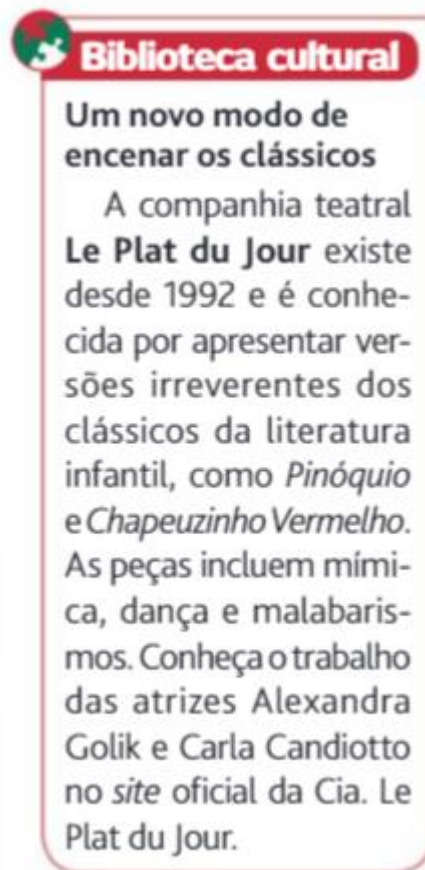 Biblioteca cultural
Um novo modo de
encenar os clássicos
A companhia teatral
Le Plat du Jour existe
desde 1992 e é conhe-
cida por apresentar ver-
sões irreverentes dos
clássicos da literatura
infantil, como Pinóquio
e Chapeuzinho Vermelho.
As peças incluem mími-
ca, dança e malabaris-
mos. Conheça o trabalho
das atrizes Alexandra
Golik e Carla Candiotto
no site oficial da Cia. Le
Plat du Jour.